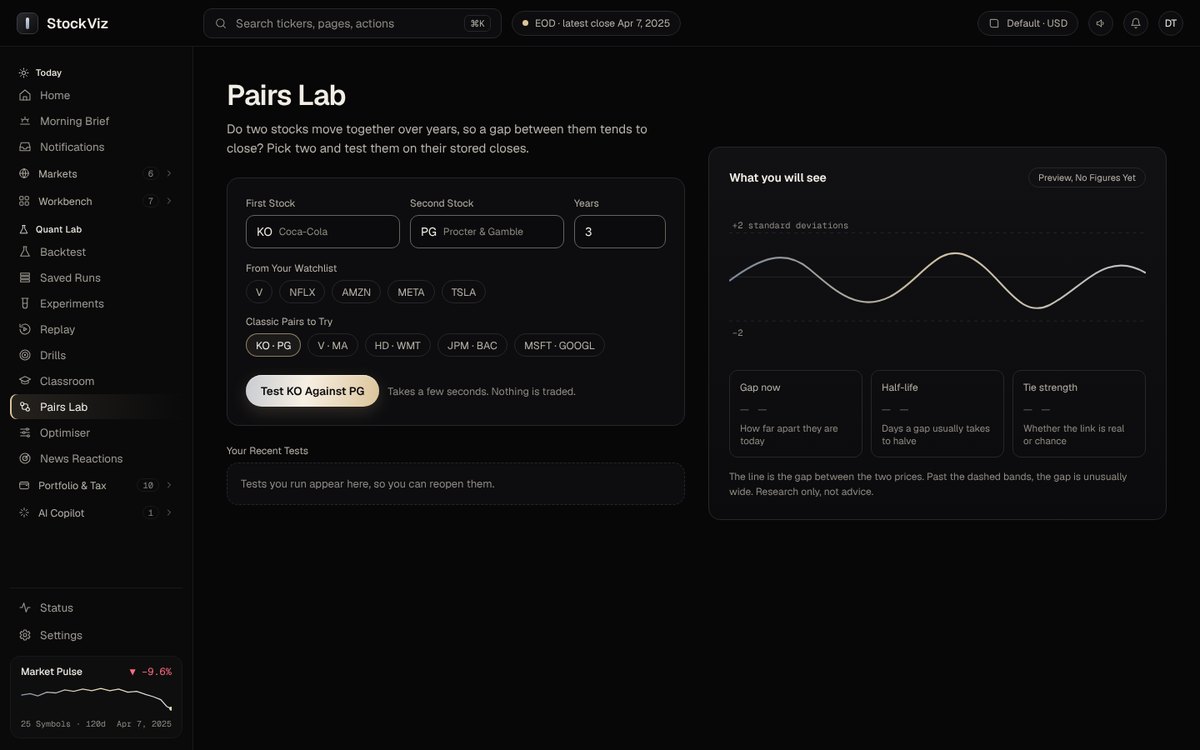 StockViz
Search tickers, pages, actions
⌘K
EOD · latest close Apr 7, 2025
Default · USD
DT
Today
Home
Morning Brief
Notifications
Markets 6
Workbench 7
Quant Lab
Backtest
Saved Runs
Experiments
Replay
Drills
Classroom
Pairs Lab
Optimiser
News Reactions
Portfolio & Tax 10
AI Copilot 1
Status
Settings
Market Pulse ▼ −9.6%
25 Symbols · 120d Apr 7, 2025
Pairs Lab
Do two stocks move together over years, so a gap between them tends to
close? Pick two and test them on their stored closes.
First Stock Second Stock Years
KO Coca-Cola PG Procter & Gamble 3
From Your Watchlist
V NFLX AMZN META TSLA
Classic Pairs to Try
KO · PG V · MA HD · WMT JPM · BAC MSFT · GOOGL
Test KO Against PG Takes a few seconds. Nothing is traded.
Your Recent Tests
Tests you run appear here, so you can reopen them.
What you will see Preview, No Figures Yet
+2 standard deviations
−2
Gap now
— —
How far apart they are
today
Half-life
— —
Days a gap usually takes
to halve
Tie strength
— —
Whether the link is real
or chance
The line is the gap between the two prices. Past the dashed bands, the gap is unusually
wide. Research only, not advice.